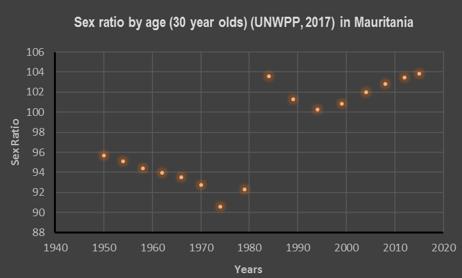 Sex ratio by age (30 year olds) (UNWPP, 2017) in Mauritania
106
104
102
100
98
96
94
92
90
88
Sex Ratio
1940 1950 1960 1970 1980 1990 2000 2010 2020
Years